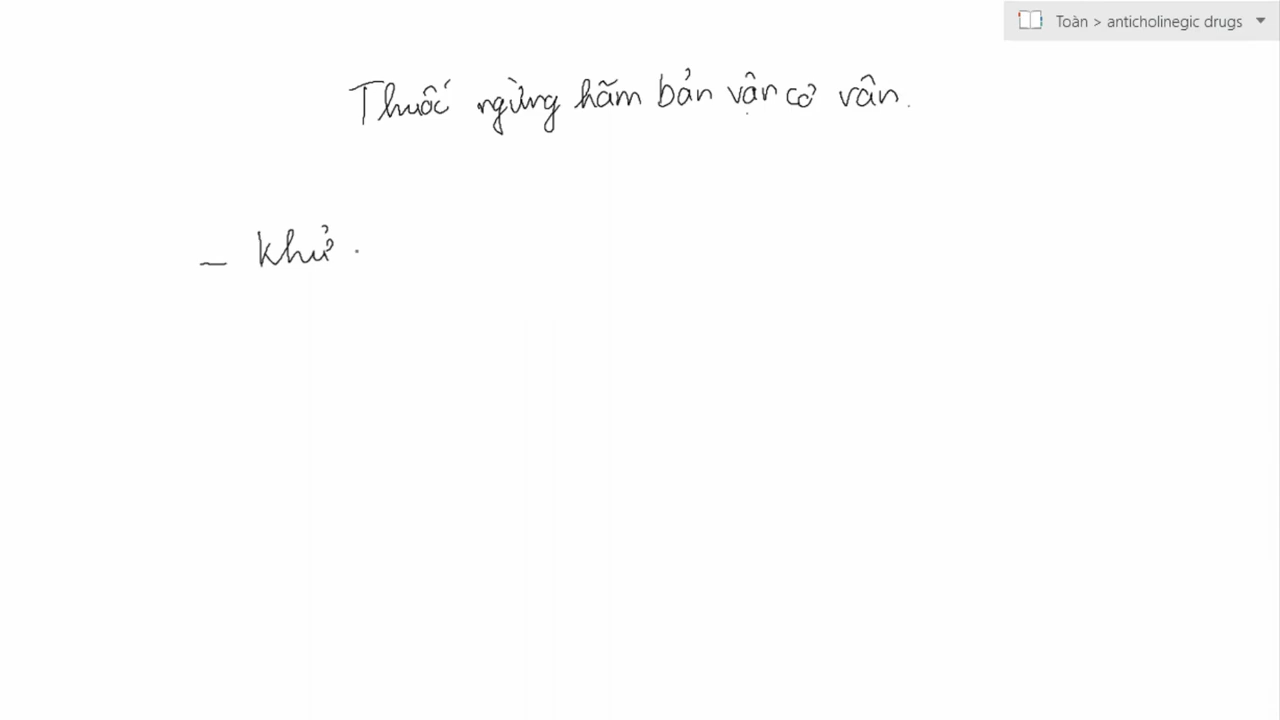 Toàn > anticholinegic drugs
Thuốc ngừng hãm bản vận cơ vân.
- Khử .